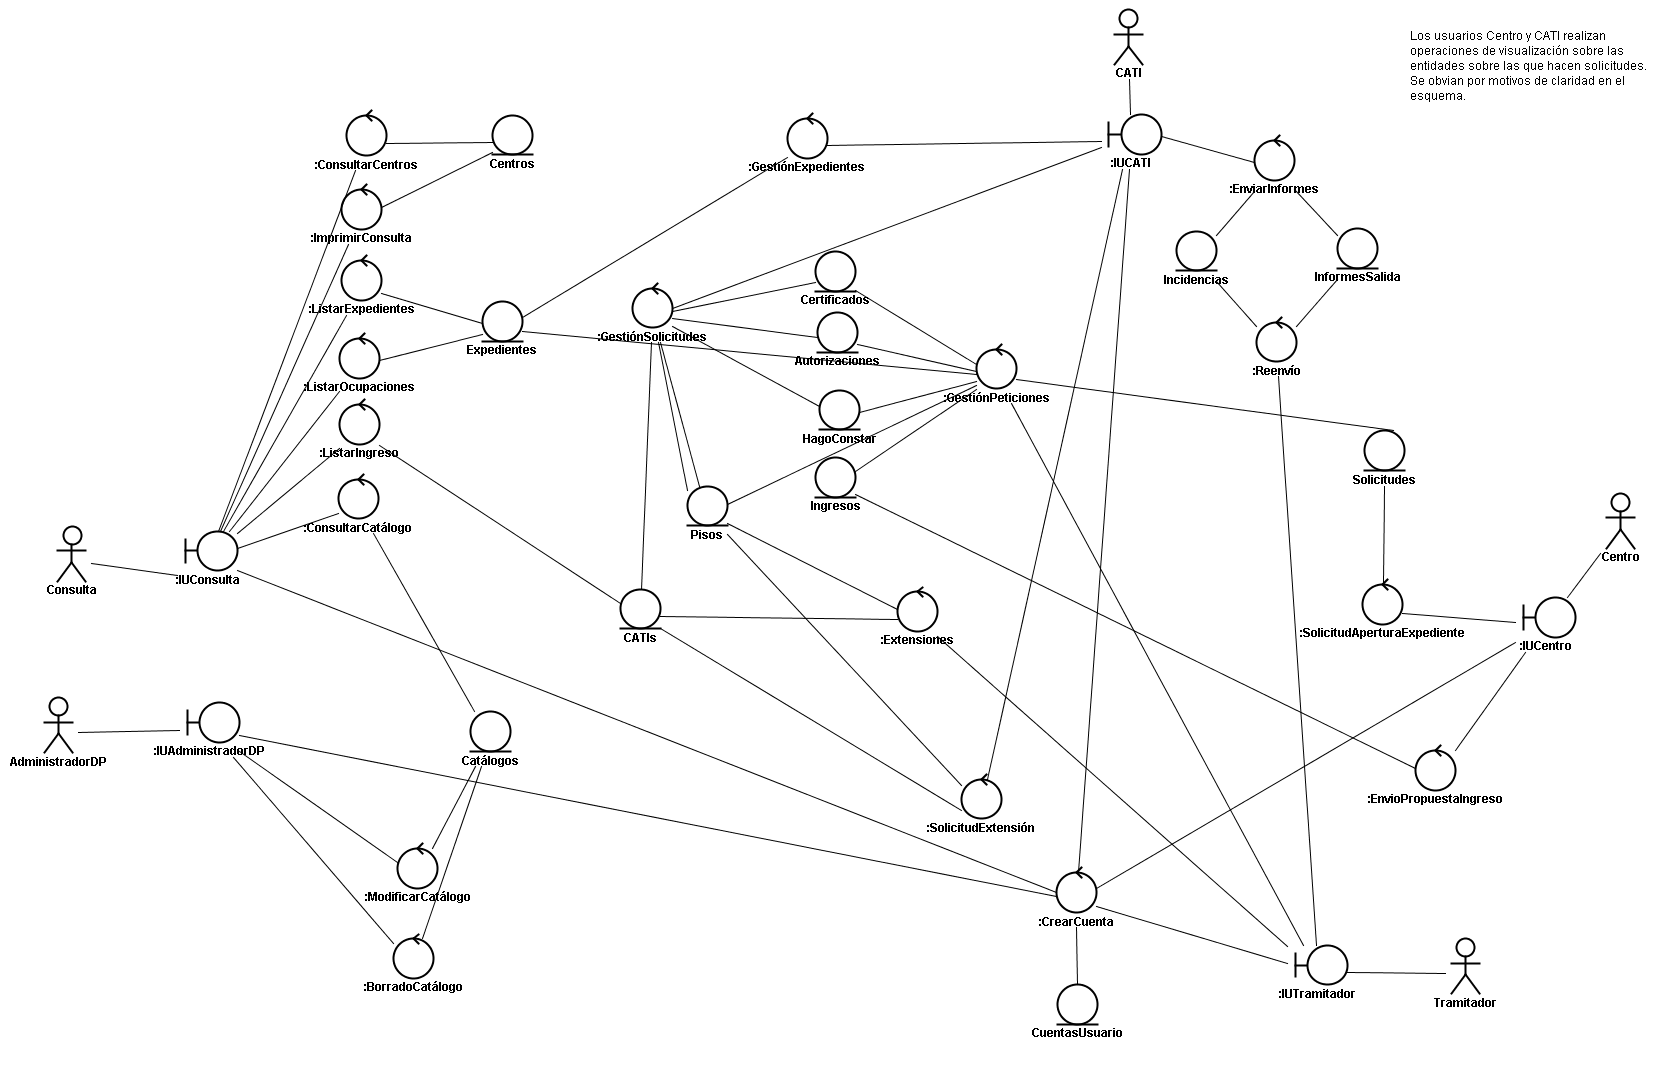 Los usuarios Centro y CATI realizan
operaciones de visualización sobre las
entidades sobre las que hacen solicitudes.
Se obvian por motivos de claridad en el
esquema.
CATI
:ConsultarCentros
Centros
:GestiónExpedientes
:IUCATI
:EnviarInformes
:ImprimirConsulta
Incidencias
InformesSalida
:ListarExpedientes
Certificados
:GestiónSolicitudes
Expedientes
Autorizaciones
:Reenvío
:ListarOcupaciones
:GestiónPeticiones
HagoConstar
:ListarIngreso
Solicitudes
Ingresos
:ConsultarCatálogo
Pisos
Centro
:IUConsulta
Consulta
CATIs
:Extensiones
:SolicitudAperturaExpediente
:IUCentro
:IUAdministradorDP
AdministradorDP
Catálogos
:EnvioPropuestaIngreso
:SolicitudExtensión
:ModificarCatálogo
:CrearCuenta
:BorradoCatálogo
:IUTramitador
Tramitador
CuentasUsuario